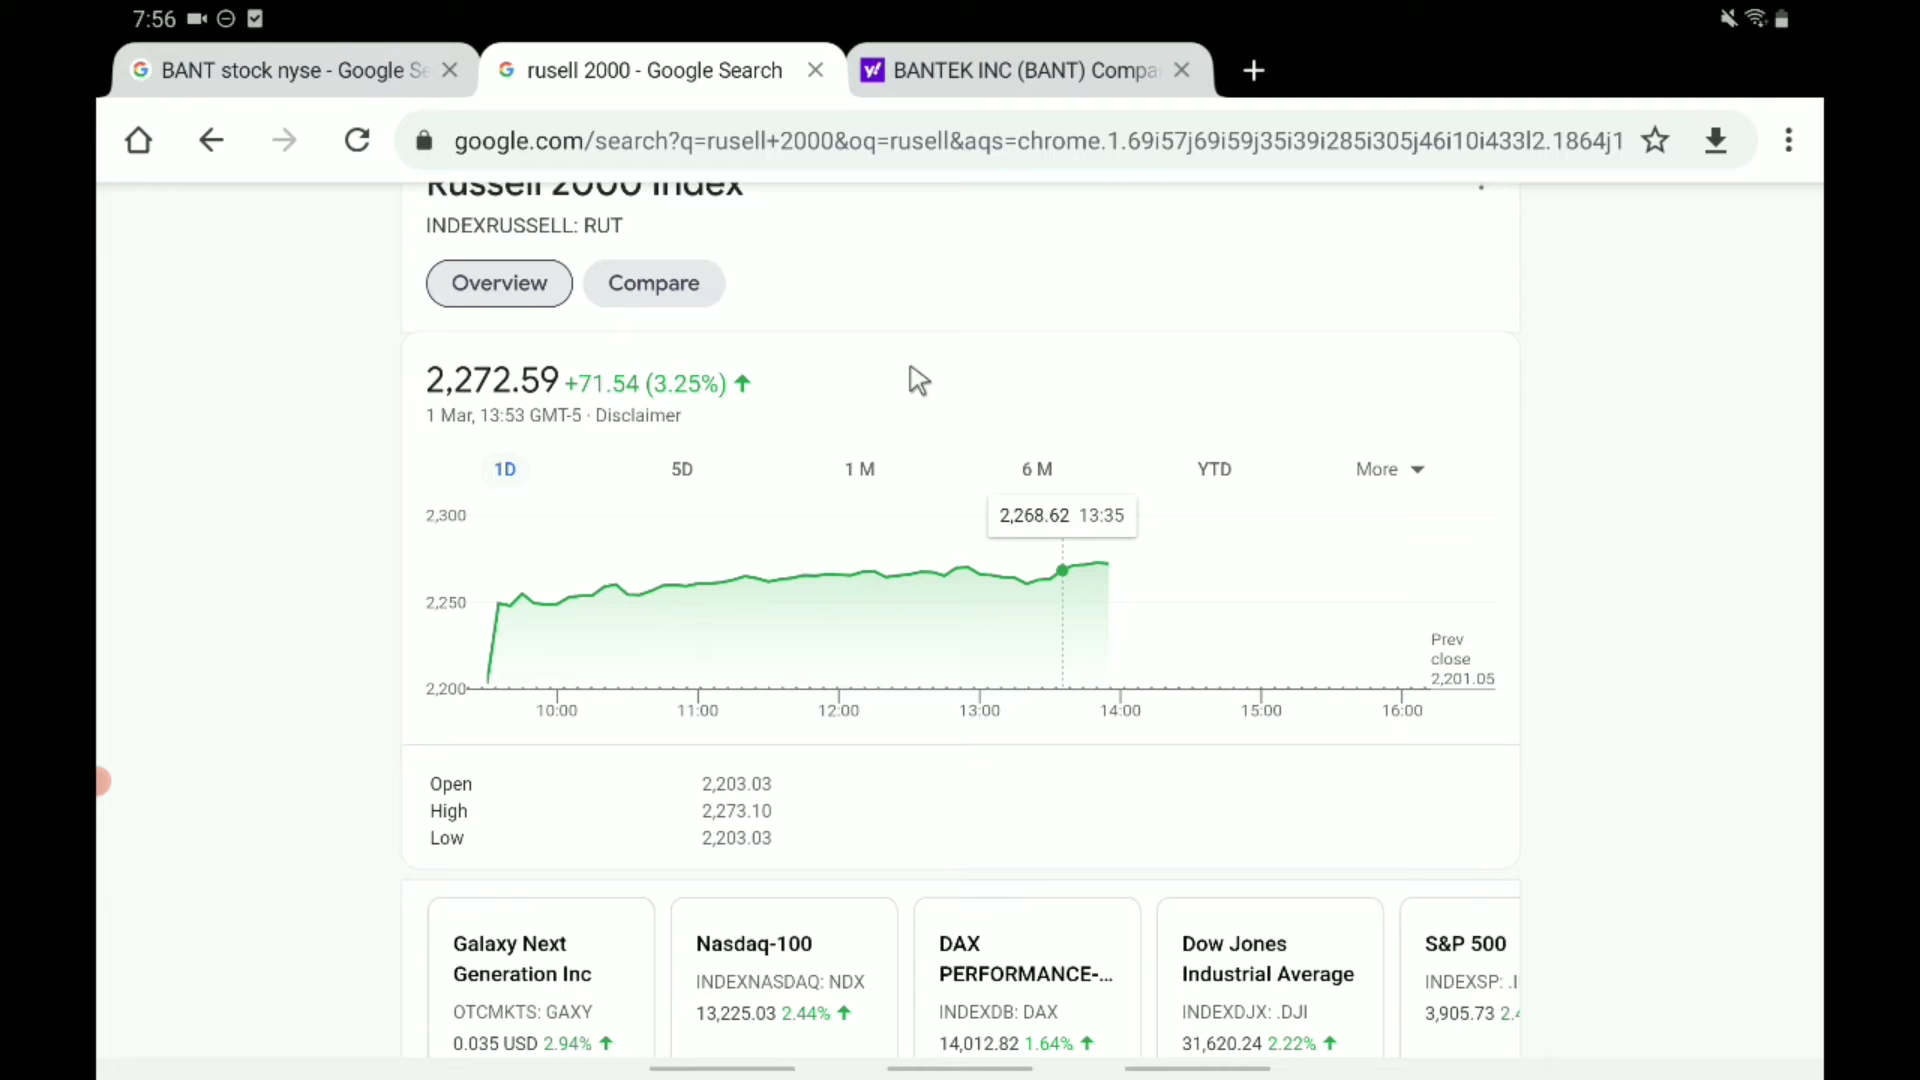 7:56
BANT stock nyse - Google Se
rusell 2000 - Google Search
BANTEK INC (BANT) Compa
google.com/search?q=rusell+2000&oq=rusell&aqs=chrome.1.69i57j69i59j35i39i285i305j46i10i433l2.1864j1
Russell 2000 Index
INDEXRUSSELL: RUT
Overview Compare
2,272.59 +71.54 (3.25%)
1 Mar, 13:53 GMT-5 · Disclaimer
1D 5D 1 M 6 M YTD More
2,268.62 13:35
2,300
2,250
2,200
Prev
close
2,201.05
10:00 11:00 12:00 13:00 14:00 15:00 16:00
Open 2,203.03
High 2,273.10
Low 2,203.03
Galaxy Next
Generation Inc
OTCMKTS: GAXY
0.035 USD 2.94%
Nasdaq-100
INDEXNASDAQ: NDX
13,225.03 2.44%
DAX
PERFORMANCE-...
INDEXDB: DAX
14,012.82 1.64%
Dow Jones
Industrial Average
INDEXDJX: .DJI
31,620.24 2.22%
S&P 500
INDEXSP: .I
3,905.73 2.4